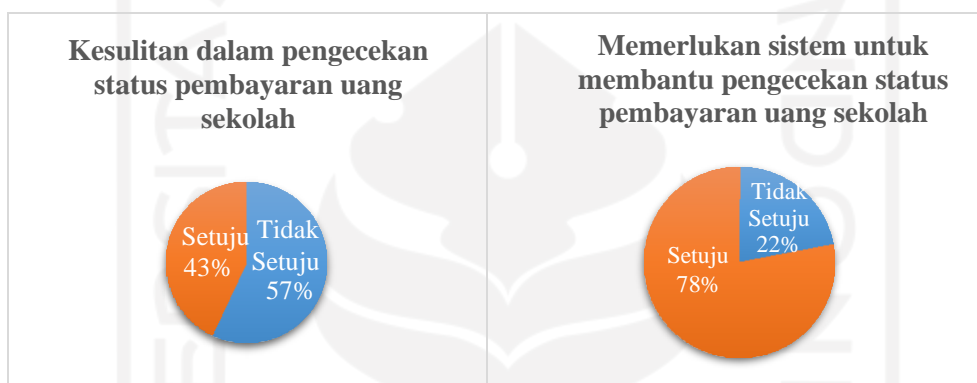 Kesulitan dalam pengecekan
status pembayaran uang
sekolah
Setuju
43%
Tidak
Setuju
57%
Memerlukan sistem untuk
membantu pengecekan status
pembayaran uang sekolah
Tidak
Setuju
22%
Setuju
78%